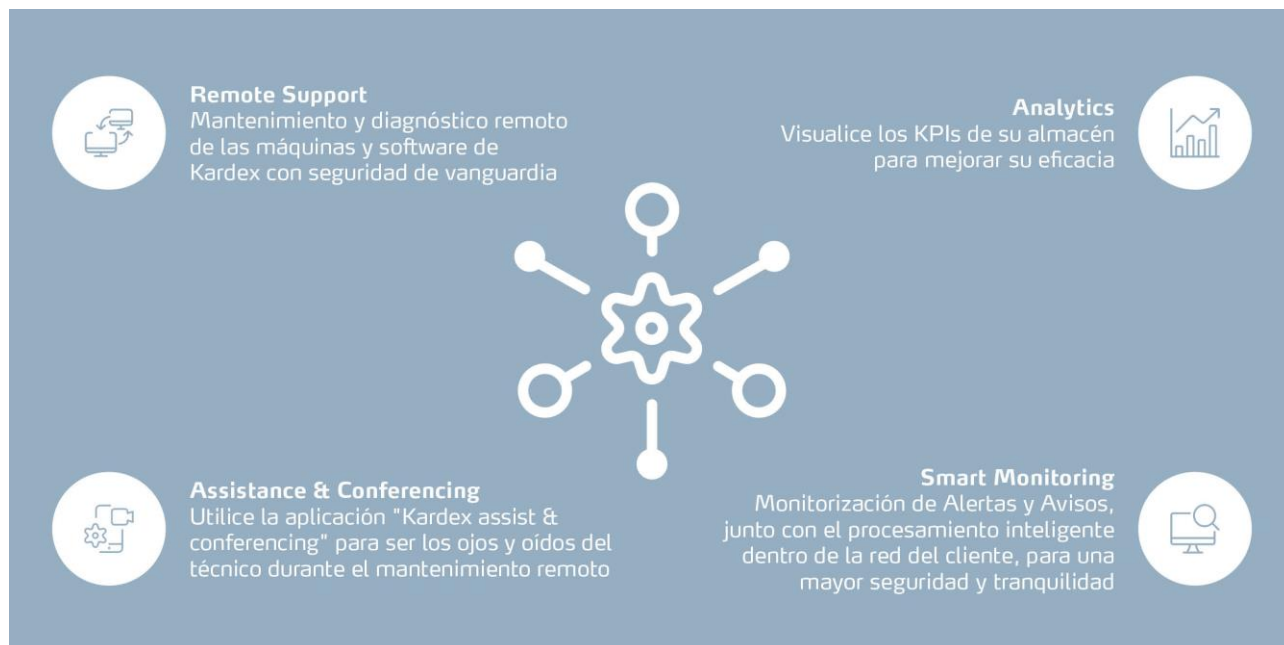 Remote Support
Mantenimiento y diagnóstico remoto
de las máquinas y software de
Kardex con seguridad de vanguardia
Analytics
Visualice los KPIs de su almacén
para mejorar su eficacia
Assistance & Conferencing
Utilice la aplicación "Kardex assist &
conferencing" para ser los ojos y oídos del
técnico durante el mantenimiento remoto
Smart Monitoring
Monitorización de Alertas y Avisos,
junto con el procesamiento inteligente
dentro de la red del cliente, para una
mayor seguridad y tranquilidad